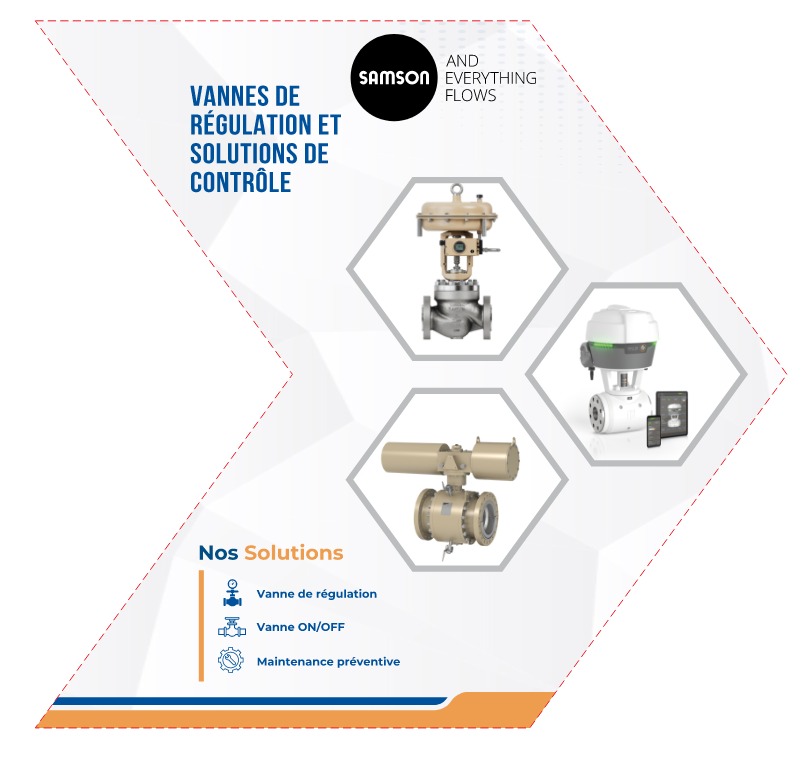 SAMSON
AND
EVERYTHING
FLOWS
VANNES DE
RÉGULATION ET
SOLUTIONS DE
CONTRÔLE
Nos Solutions
Vanne de régulation
Vanne ON/OFF
Maintenance préventive